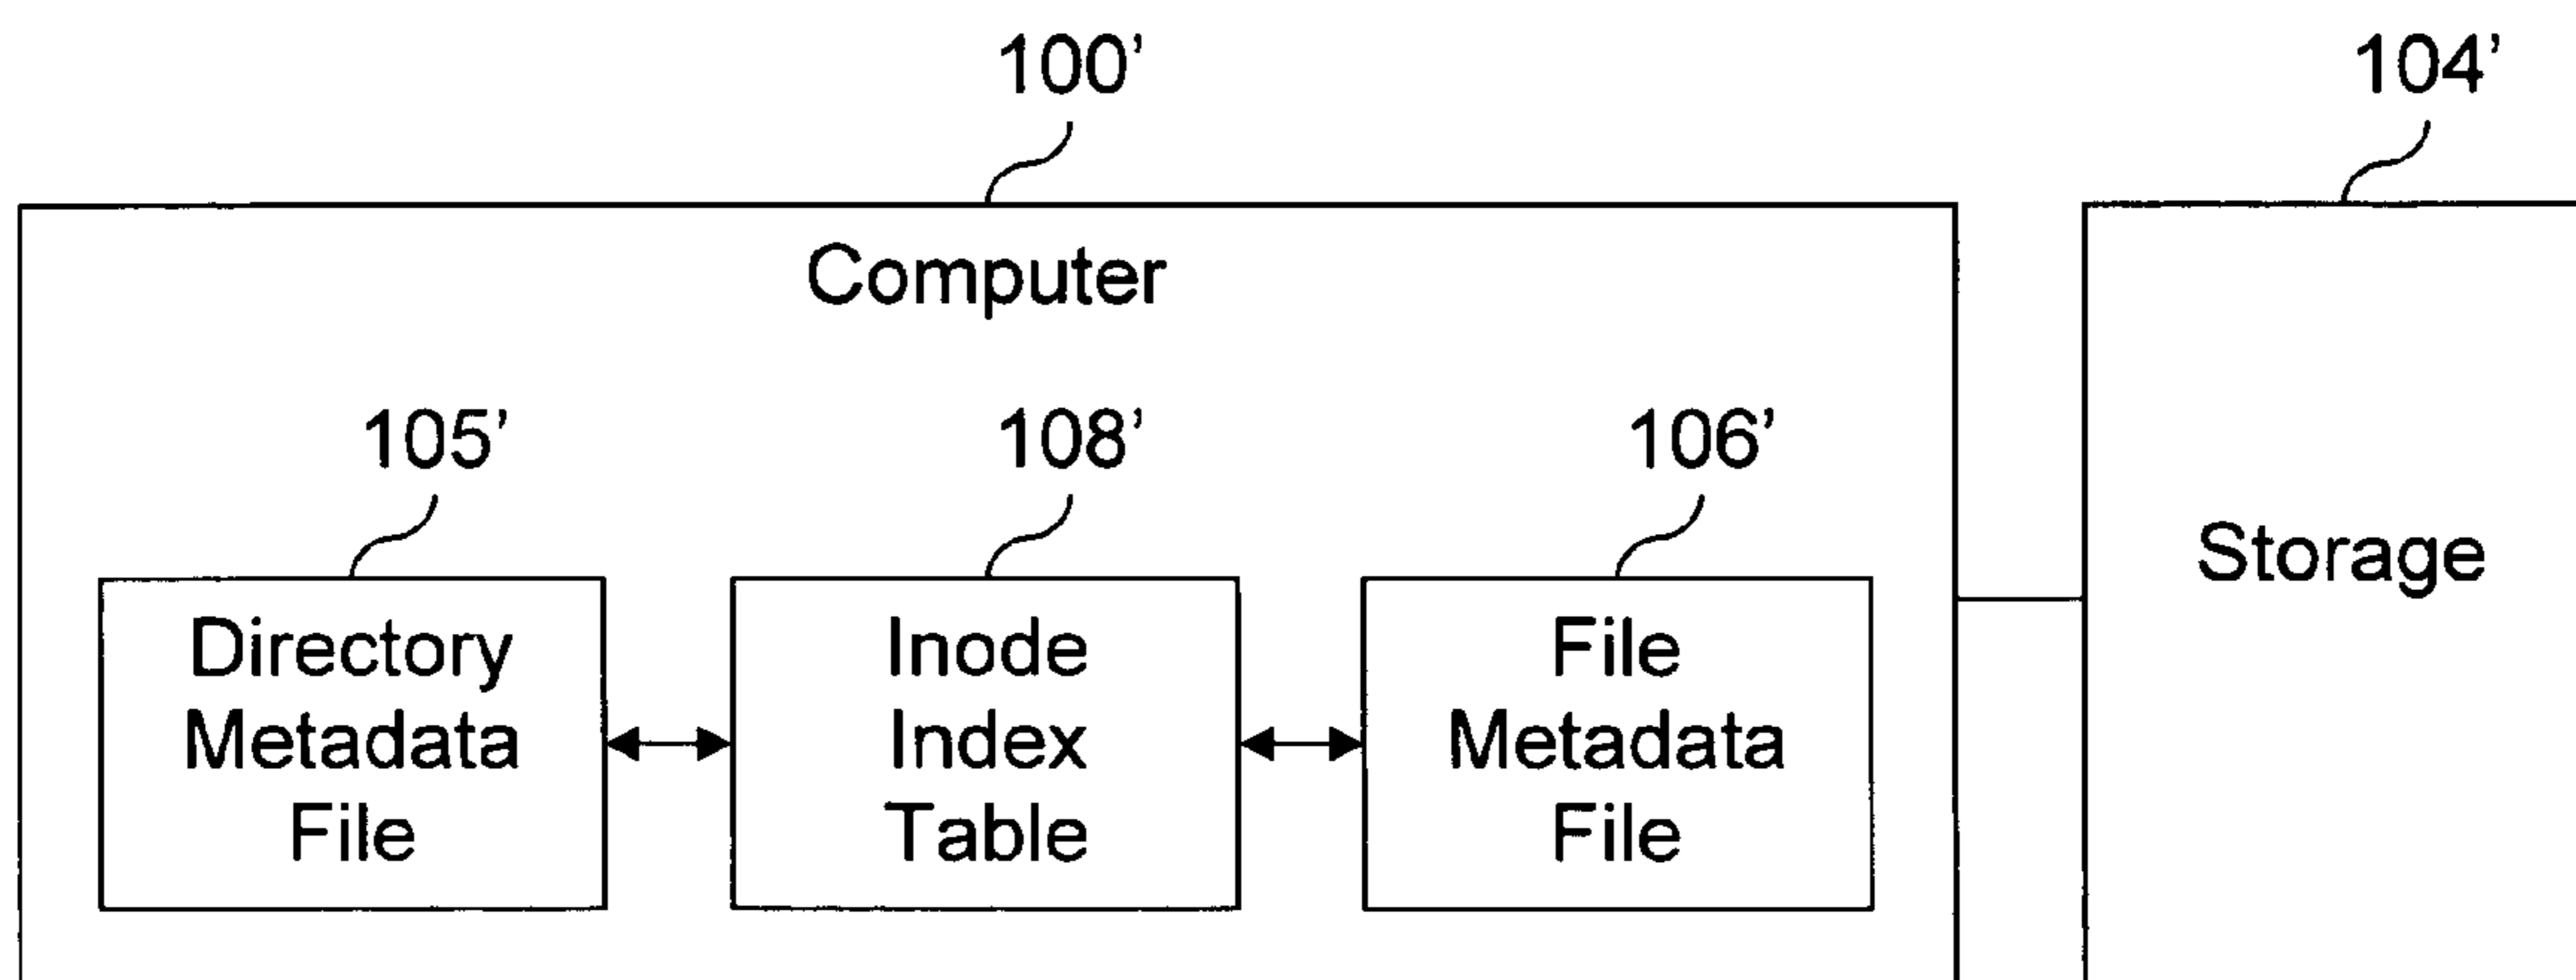 100’
104’
Computer
105’
108’
106’
Storage
Directory
Metadata
File
Inode
Index
Table
File
Metadata
File